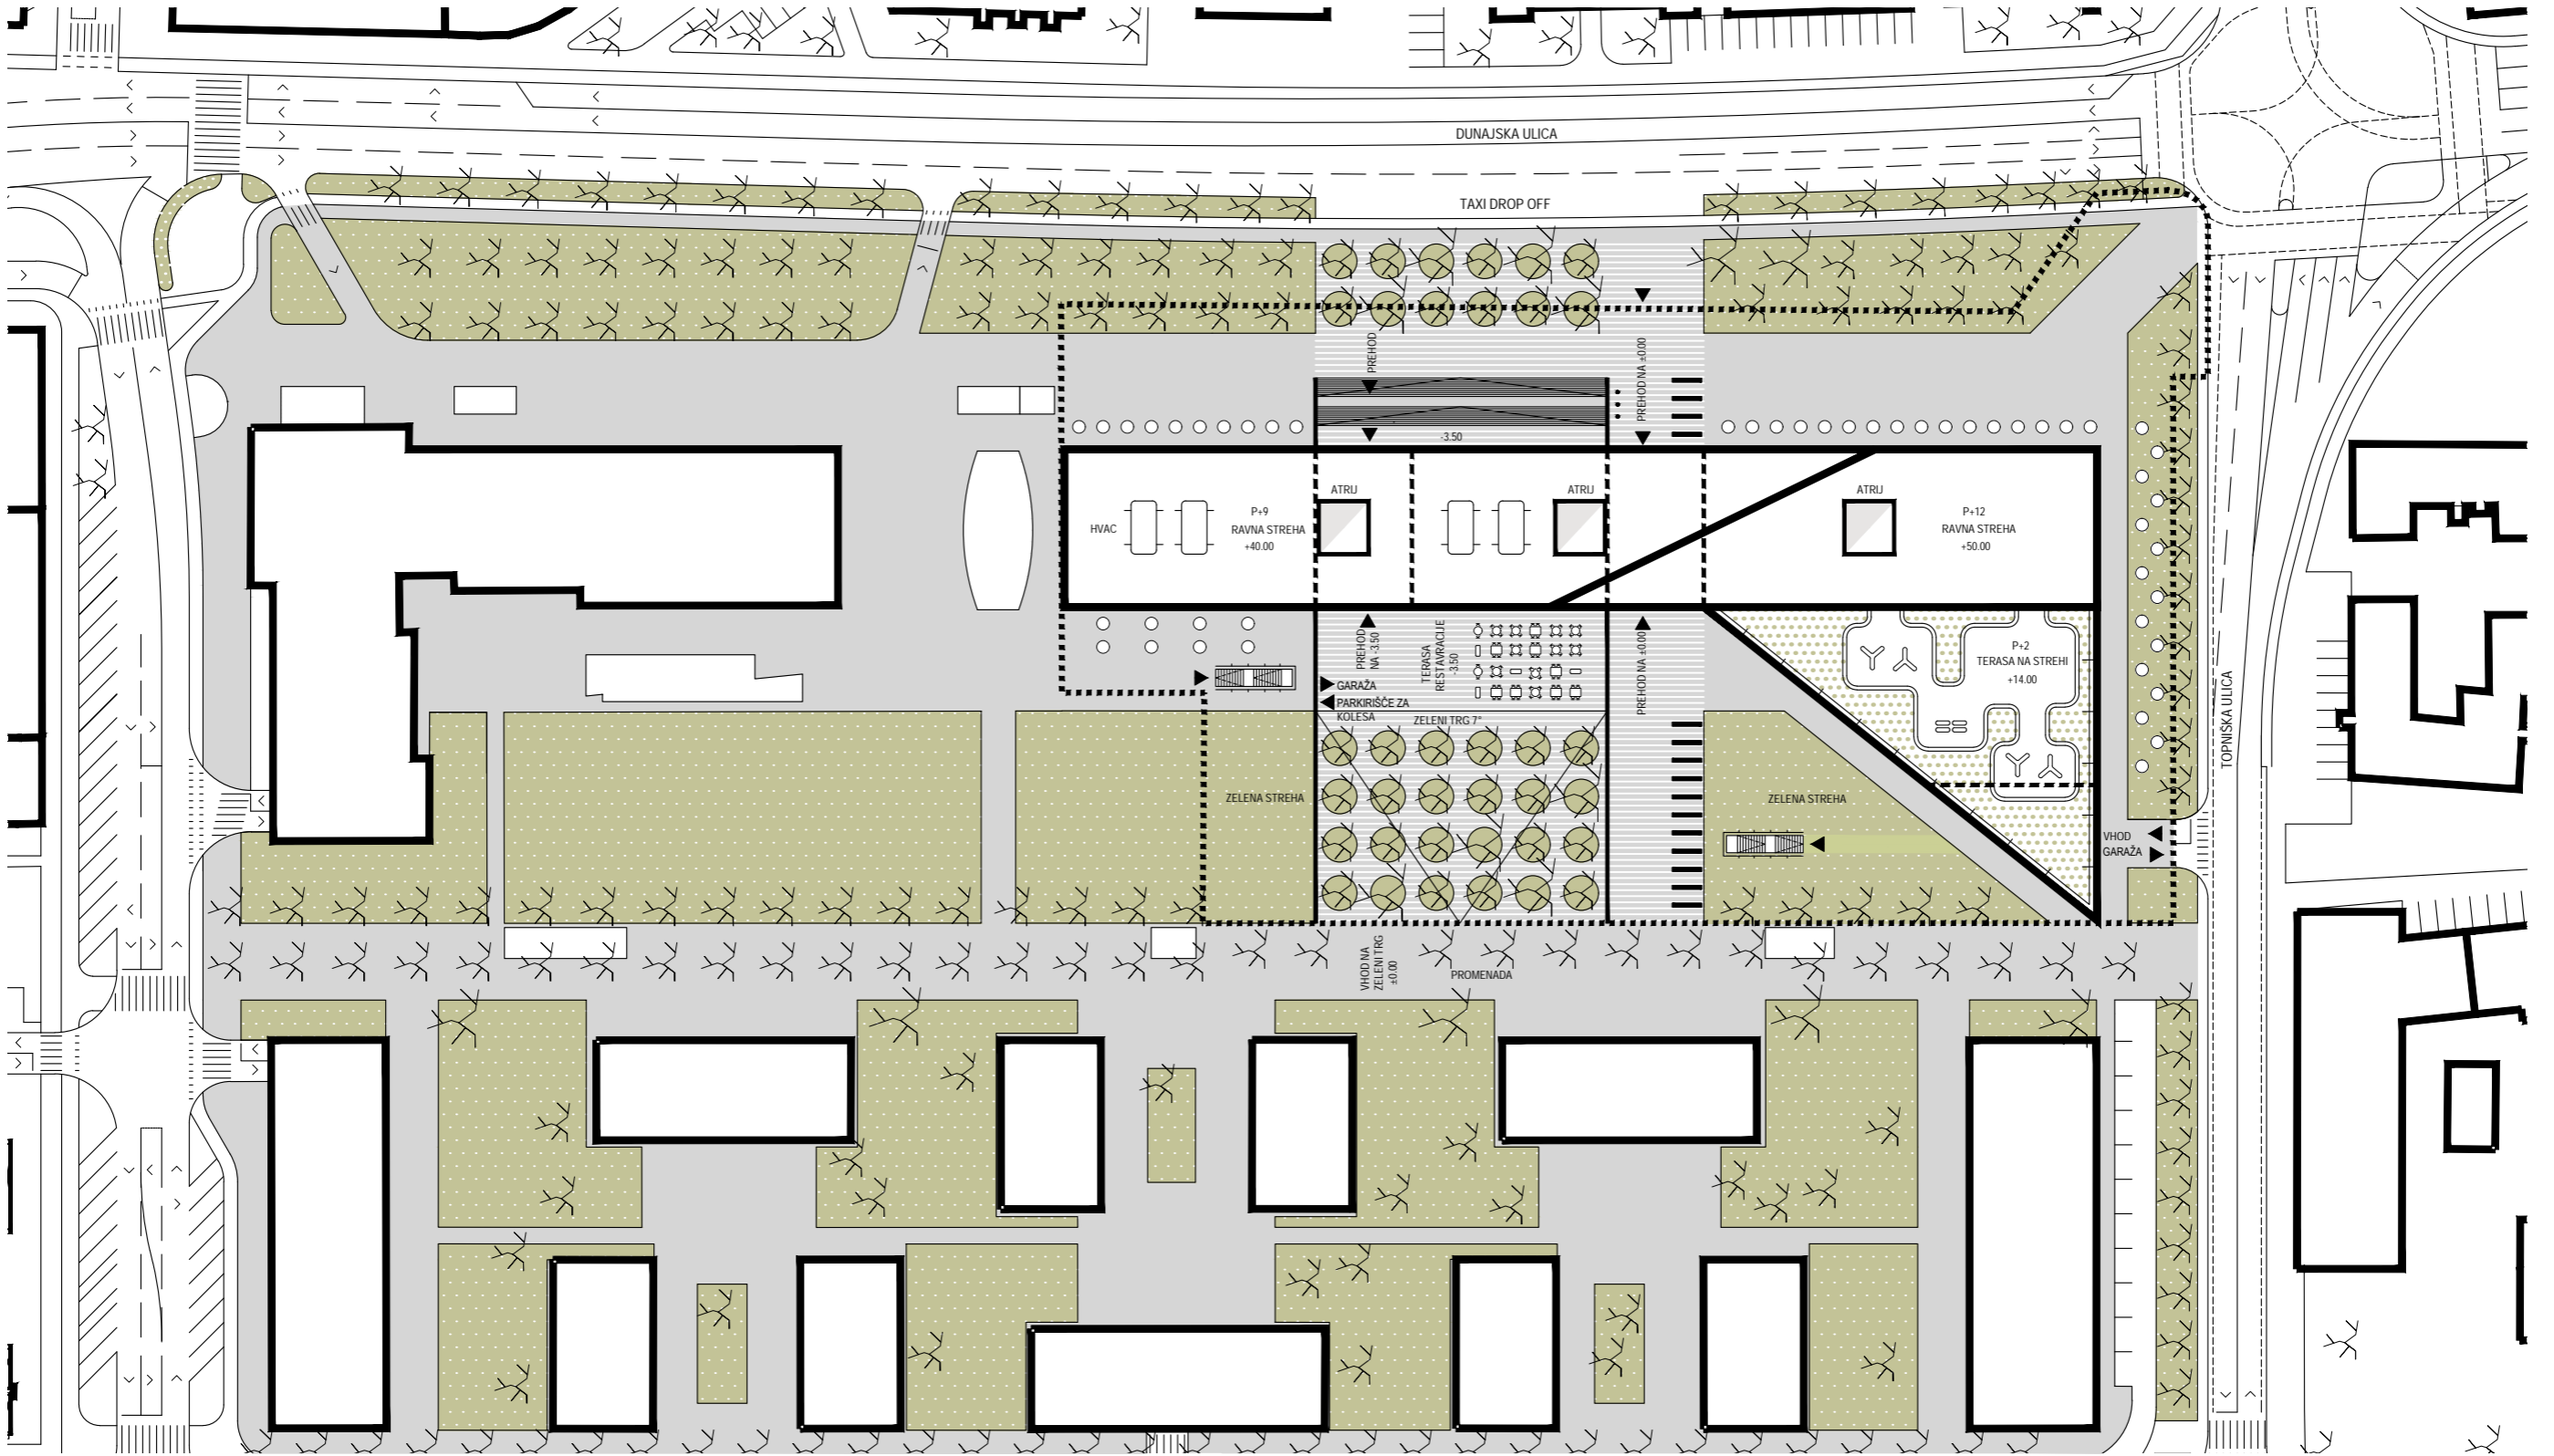 DUNAJSKA ULICA
TAXI DROP OFF
PREHOD
PREHOD NA ±0.00
-3.50
ATRIJ
ATRIJ
ATRIJ
HVAC
P+9
RAVNA STREHA
+40.00
P+12
RAVNA STREHA
+50.00
PREHOD
NA -3.50
TERASA
RESTAVRACIJE
-3.50
PREHOD NA ±0.00
P+2
TERASA NA STREHI
+14.00
GARAŽA
PARKIRIŠČE ZA
KOLESA
ZELENI TRG 7°
TOPNIŠKA ULICA
ZELENA STREHA
ZELENA STREHA
VHOD
GARAŽA
VHOD NA
ZELENI TRG
±0.00
PROMENADA